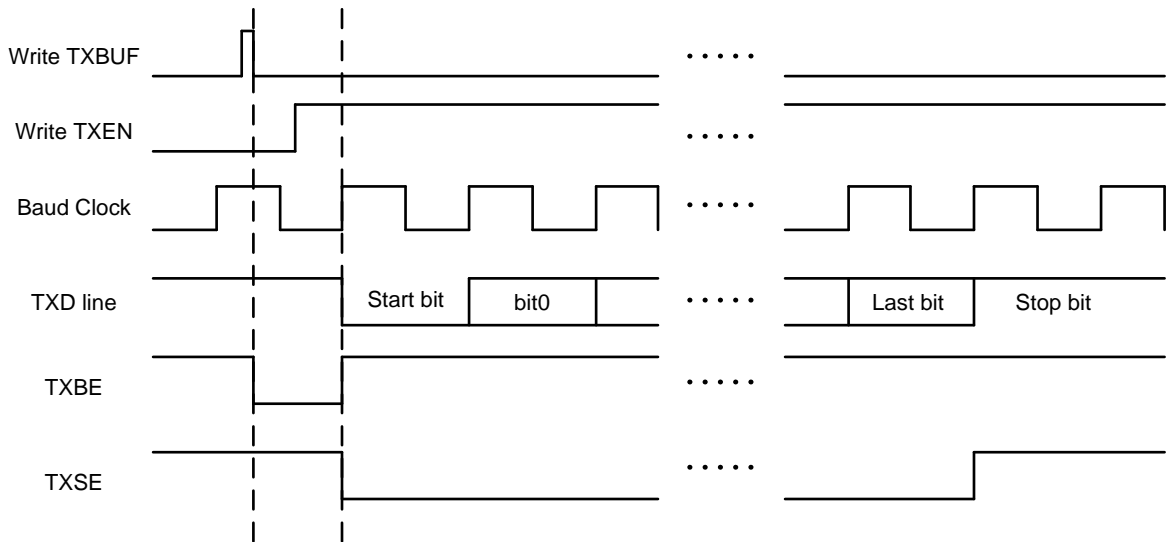 Write TXBUF
Write TXEN
Baud Clock
TXD line
Start bit
bit0
Last bit
Stop bit
TXBE
TXSE